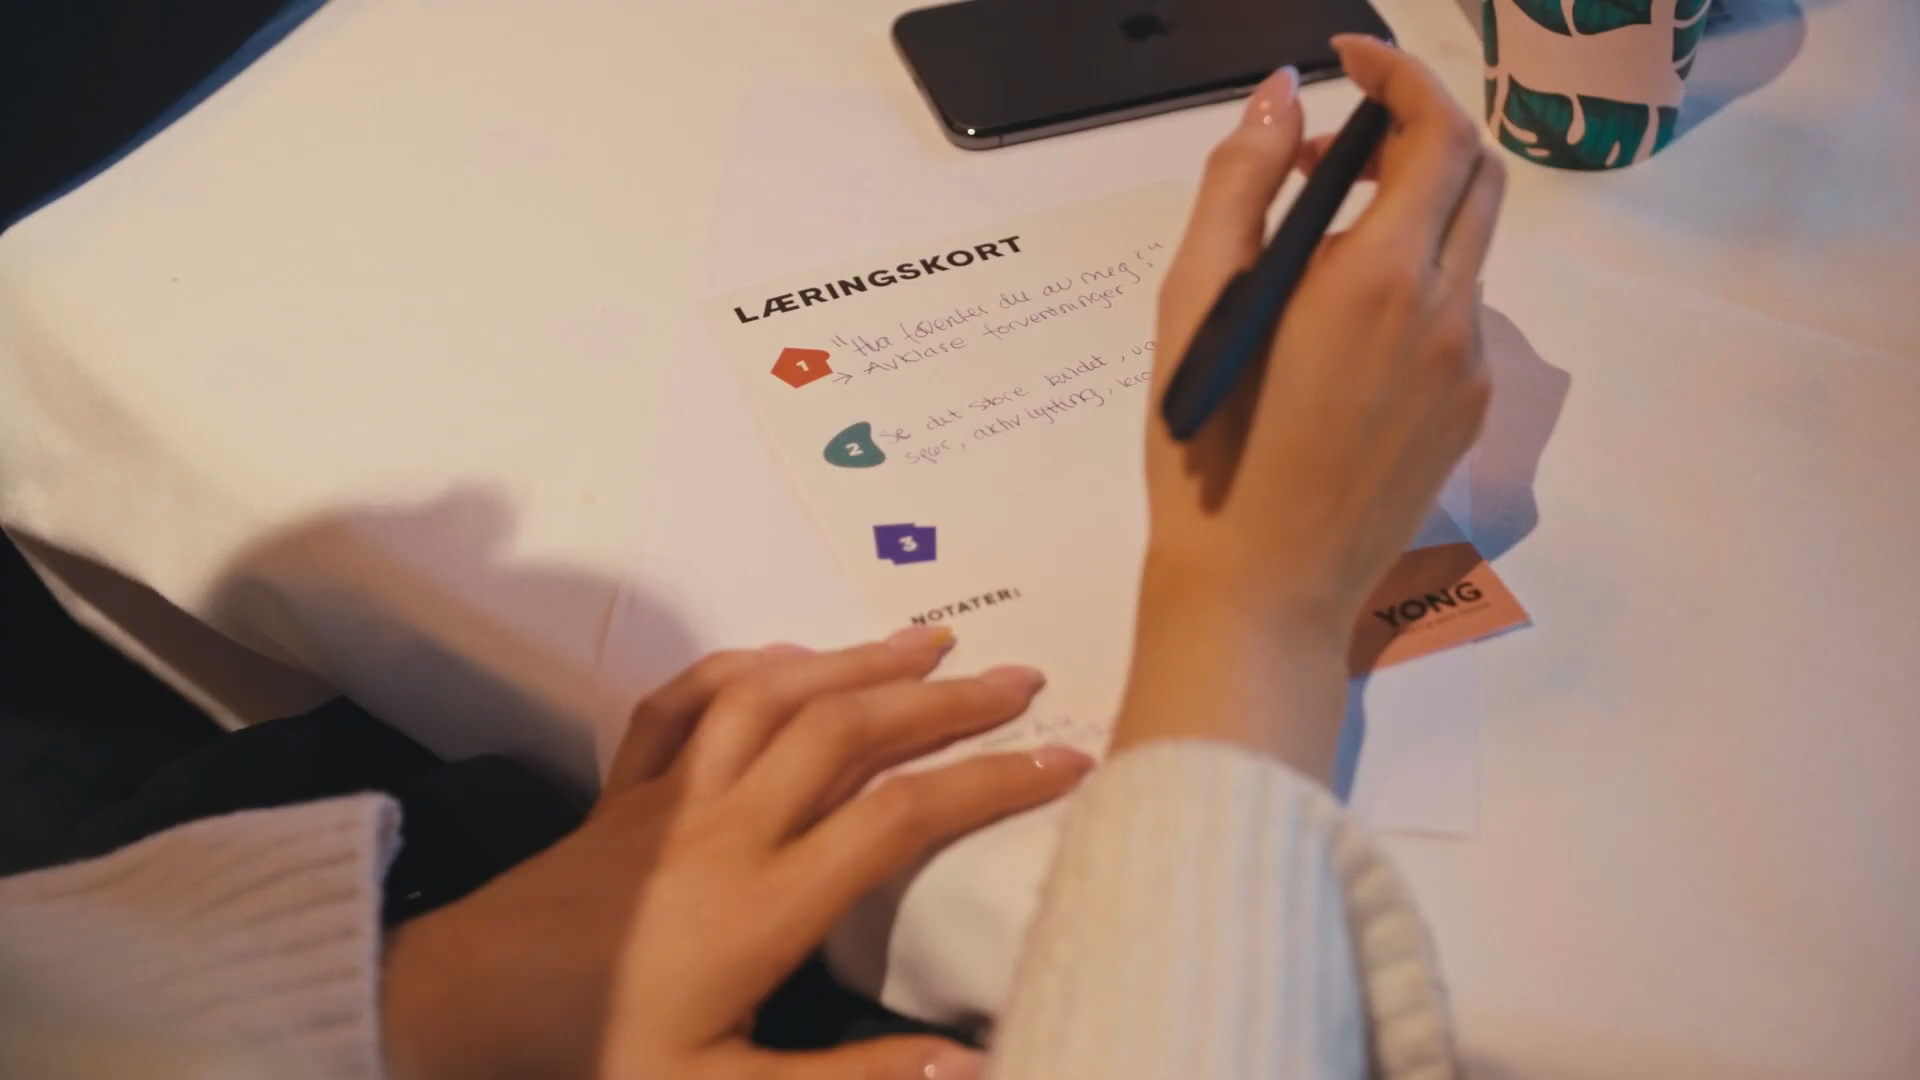 LÆRINGSKORT
1
"Hva forventer du av meg?"
→ Avklare forventninger
2
Se det store bildet,
spør, aktiv lytting,
3
NOTATER:
YONG